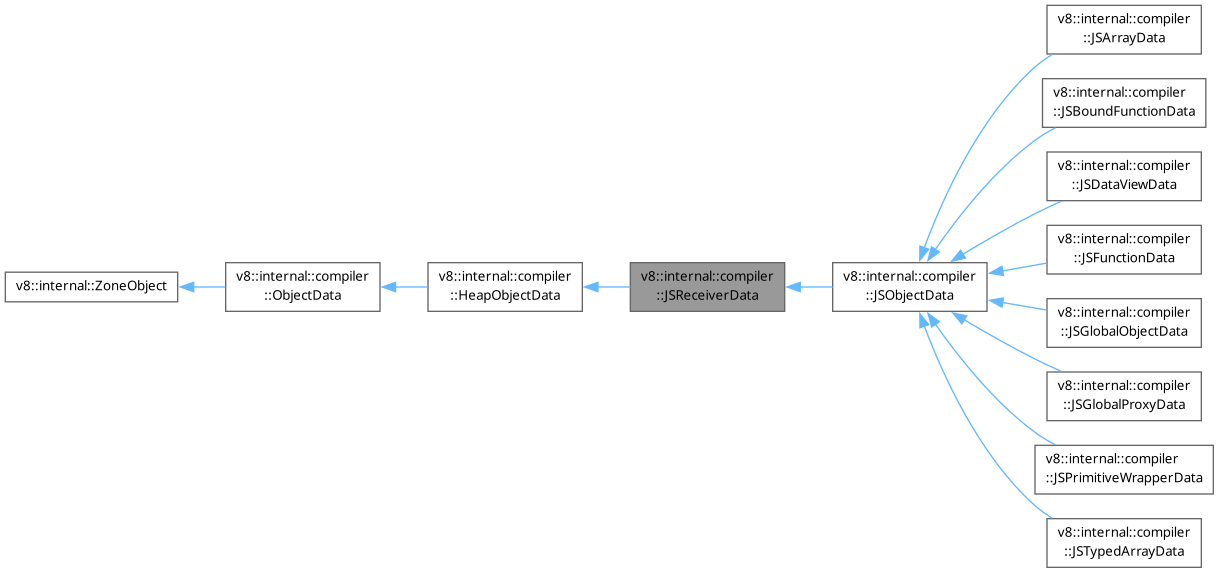 v8::internal::ZoneObject
v8::internal::compiler
::ObjectData
v8::internal::compiler
::HeapObjectData
v8::internal::compiler
::JSReceiverData
v8::internal::compiler
::JSObjectData
v8::internal::compiler
::JSArrayData
v8::internal::compiler
::JSBoundFunctionData
v8::internal::compiler
::JSDataViewData
v8::internal::compiler
::JSFunctionData
v8::internal::compiler
::JSGlobalObjectData
v8::internal::compiler
::JSGlobalProxyData
v8::internal::compiler
::JSPrimitiveWrapperData
v8::internal::compiler
::JSTypedArrayData